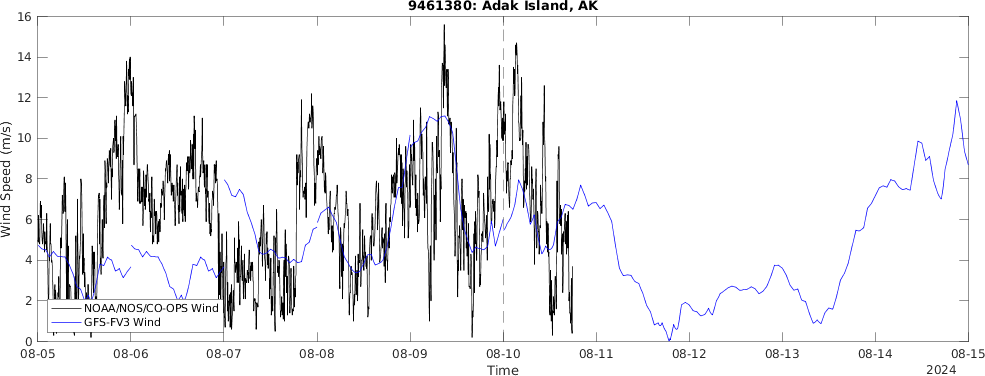 9461380: Adak Island, AK
Wind Speed (m/s)
16
14
12
10
8
6
4
2
0
NOAA/NOS/CO-OPS Wind
GFS-FV3 Wind
08-05 08-06 08-07 08-08 08-09 08-10 08-11 08-12 08-13 08-14 08-15
Time
2024